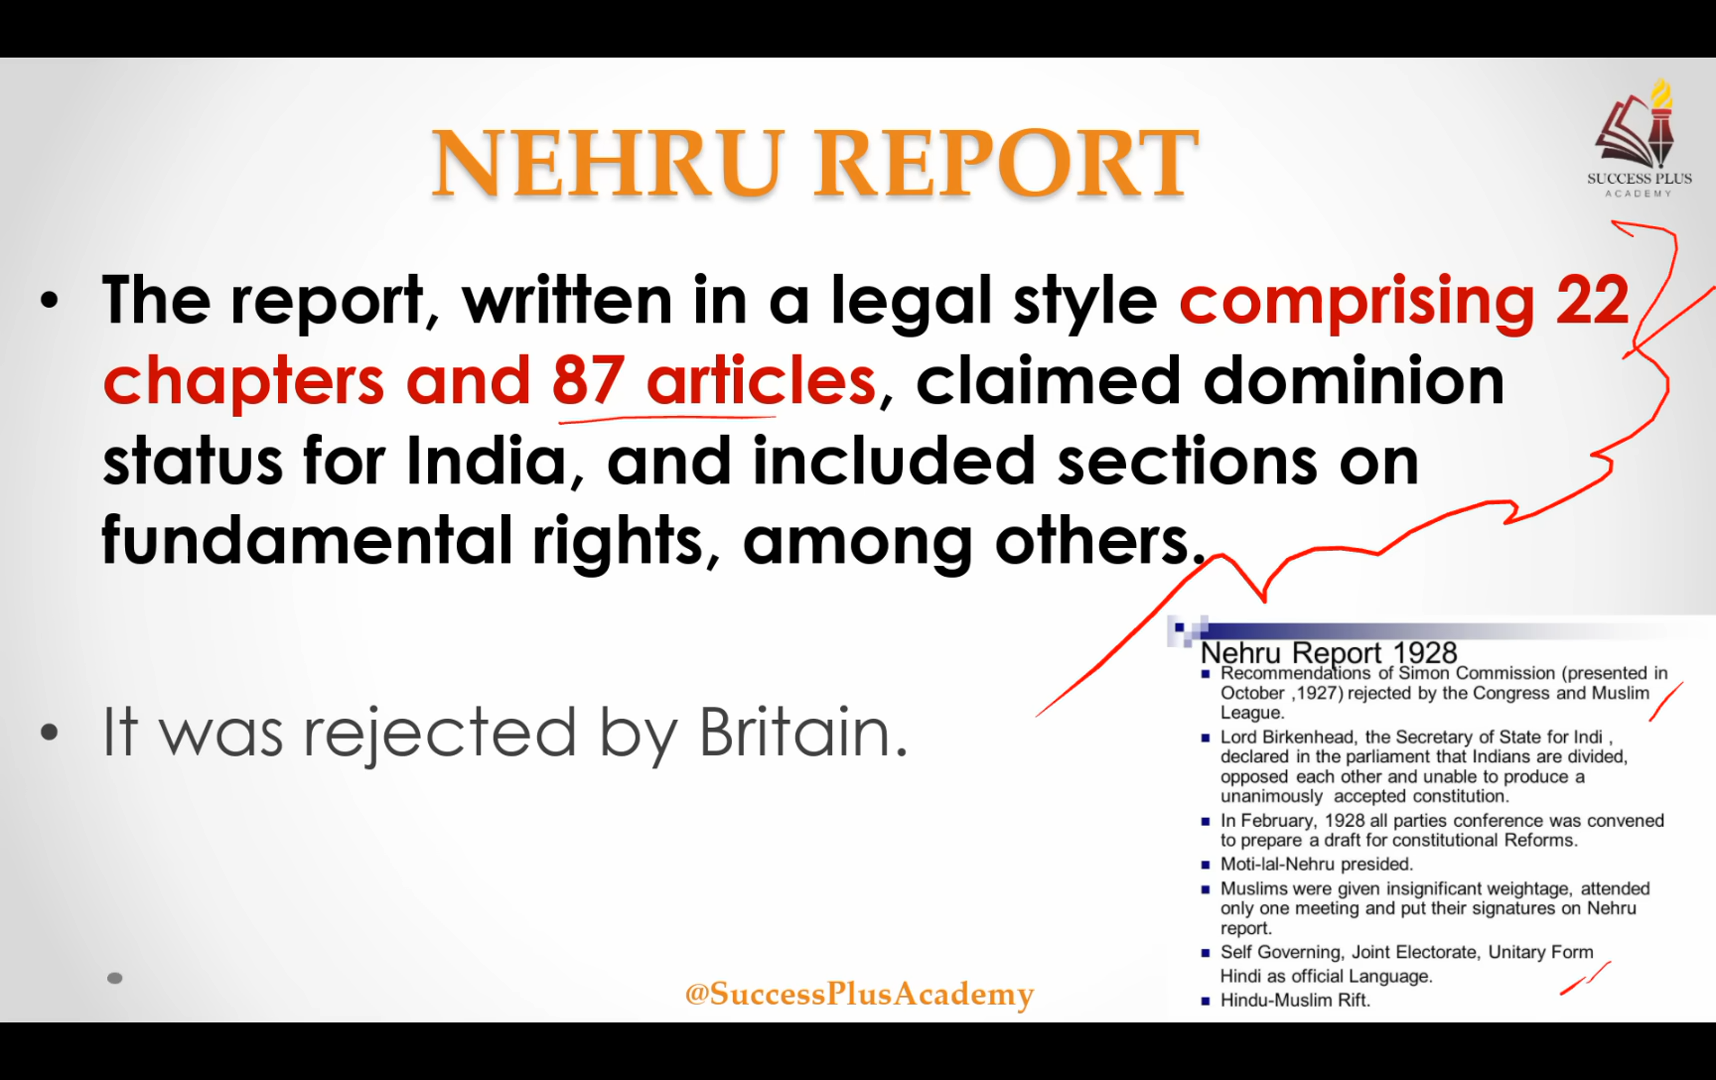 SUCCESS PLUS
ACADEMY
NEHRU REPORT
• The report, written in a legal style comprising 22
chapters and 87 articles, claimed dominion
status for India, and included sections on
fundamental rights, among others.
• It was rejected by Britain.
Nehru Report 1928
Recommendations of Simon Commission (presented in
October ,1927) rejected by the Congress and Muslim
League.
Lord Birkenhead, the Secretary of State for Indi ,
declared in the parliament that Indians are divided,
opposed each other and unable to produce a
unanimously accepted constitution.
In February, 1928 all parties conference was convened
to prepare a draft for constitutional Reforms.
Moti-lal-Nehru presided.
Muslims were given insignificant weightage, attended
only one meeting and put their signatures on Nehru
report.
Self Governing, Joint Electorate, Unitary Form
Hindi as official Language.
Hindu-Muslim Rift.
@SuccessPlusAcademy